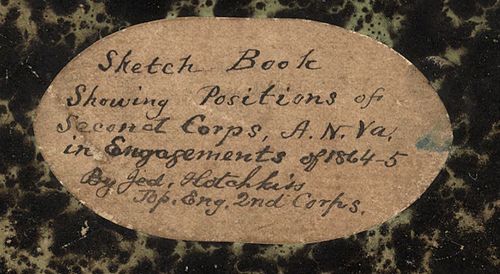 Sketch Book
Showing Positions of
Second Corps, A.N.Va.
in Engagements of 1864-5
By Jed. Hotchkiss
Top. Eng. 2nd Corps.